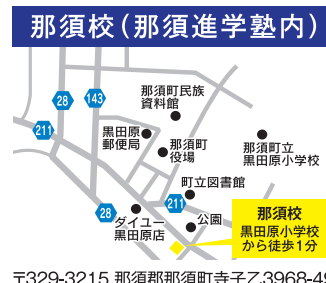 那須校(那須進学塾内)
那須町民族
資料館
28
143
211
黒田原
郵便局
那須町
役場
那須町立
黒田原小学校
町立図書館
211
28
ダイユー
黒田原店
公園
那須校
黒田原小学校
から徒歩1分
〒329-3215 那須郡那須町寺子乙3968-49